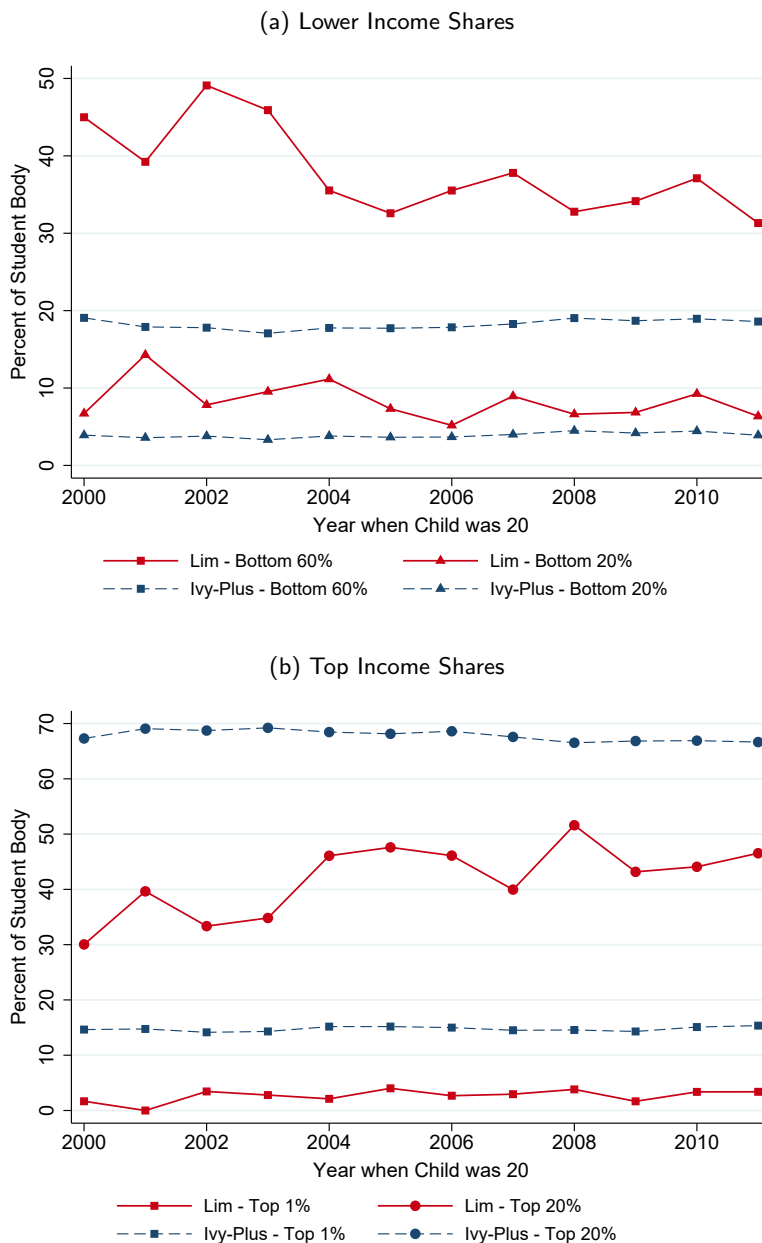 (a) Lower Income Shares
50
40
30
20
10
0
Percent of Student Body
2000 2002 2004 2006 2008 2010
Year when Child was 20
Lim - Bottom 60% Lim - Bottom 20%
Ivy-Plus - Bottom 60% Ivy-Plus - Bottom 20%
(b) Top Income Shares
70
60
50
40
30
20
10
0
Percent of Student Body
2000 2002 2004 2006 2008 2010
Year when Child was 20
Lim - Top 1% Lim - Top 20%
Ivy-Plus - Top 1% Ivy-Plus - Top 20%